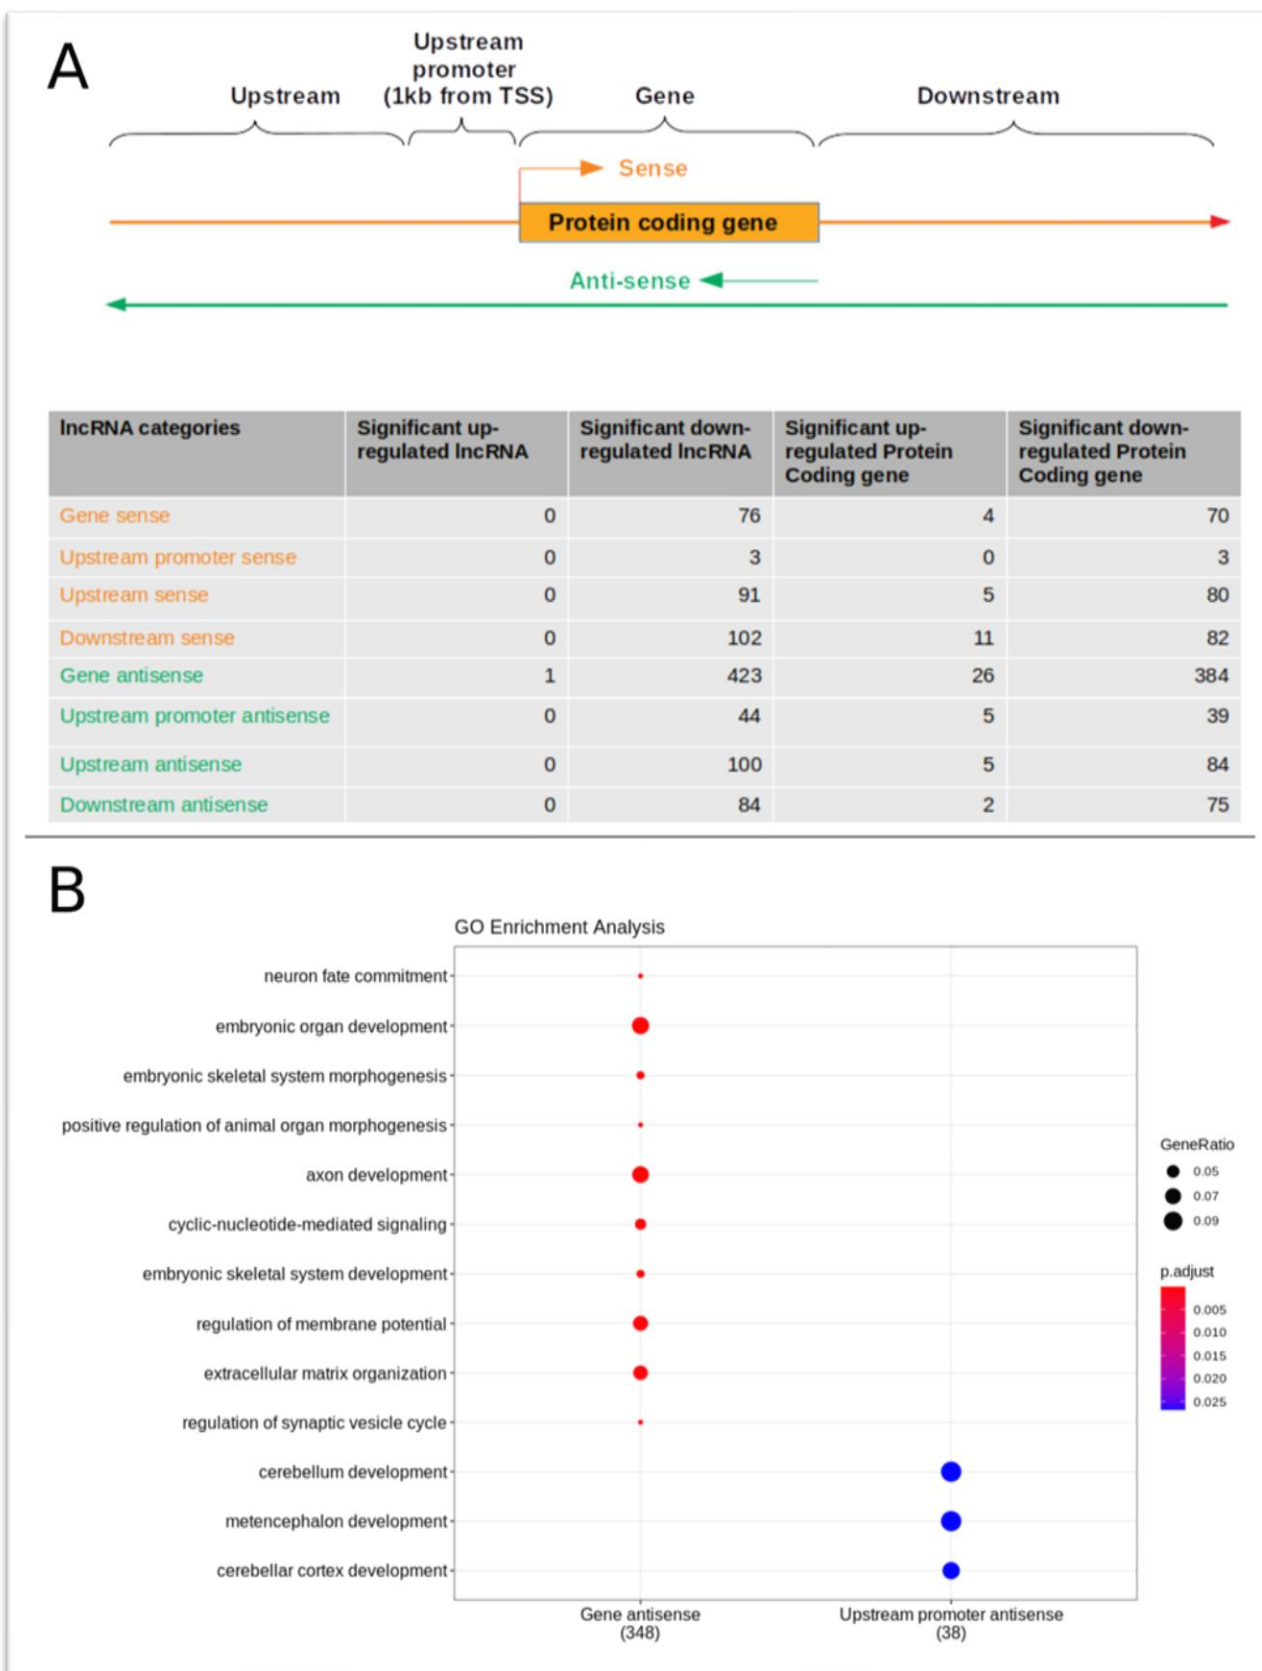 A
Upstream
Upstream
promoter
(1kb from TSS)
Gene
Downstream
Sense
Protein coding gene
Anti-sense
lncRNA categories
Significant up-
regulated lncRNA
Significant down-
regulated lncRNA
Significant up-
regulated Protein
Coding gene
Significant down-
regulated Protein
Coding gene
Gene sense 0 76 4 70
Upstream promoter sense 0 3 0 3
Upstream sense 0 91 5 80
Downstream sense 0 102 11 82
Gene antisense 1 423 26 384
Upstream promoter antisense 0 44 5 39
Upstream antisense 0 100 5 84
Downstream antisense 0 84 2 75
B
GO Enrichment Analysis
neuron fate commitment
embryonic organ development
embryonic skeletal system morphogenesis
positive regulation of animal organ morphogenesis
axon development
cyclic-nucleotide-mediated signaling
embryonic skeletal system development
regulation of membrane potential
extracellular matrix organization
regulation of synaptic vesicle cycle
cerebellum development
metencephalon development
cerebellar cortex development
Gene antisense
(348)
Upstream promoter antisense
(38)
GeneRatio
0.05
0.07
0.09
p.adjust
0.005
0.010
0.015
0.020
0.025